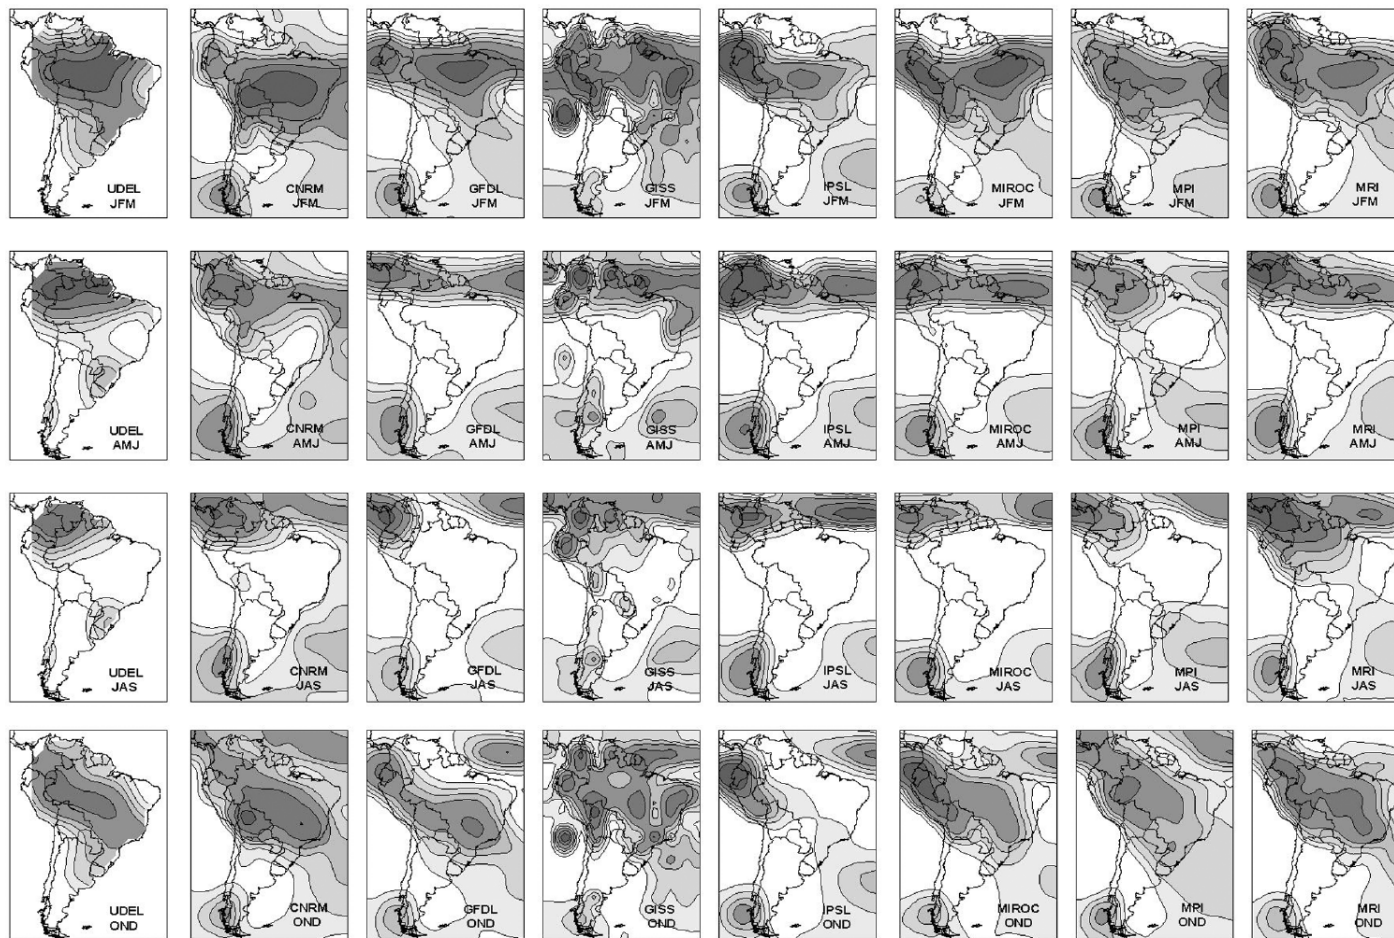 UDEL
JFM
CNRM
JFM
GFDL
JFM
GISS
JFM
IPSL
JFM
MIROC
JFM
MPI
JFM
MRI
JFM
UDEL
AMJ
CNRM
AMJ
GFDL
AMJ
GISS
AMJ
IPSL
AMJ
MIROC
AMJ
MPI
AMJ
MRI
AMJ
UDEL
JAS
CNRM
JAS
GFDL
JAS
GISS
JAS
IPSL
JAS
MIROC
JAS
MPI
JAS
MRI
JAS
UDEL
OND
CNRM
OND
GFDL
OND
GISS
OND
IPSL
OND
MIROC
OND
MPI
OND
MRI
OND